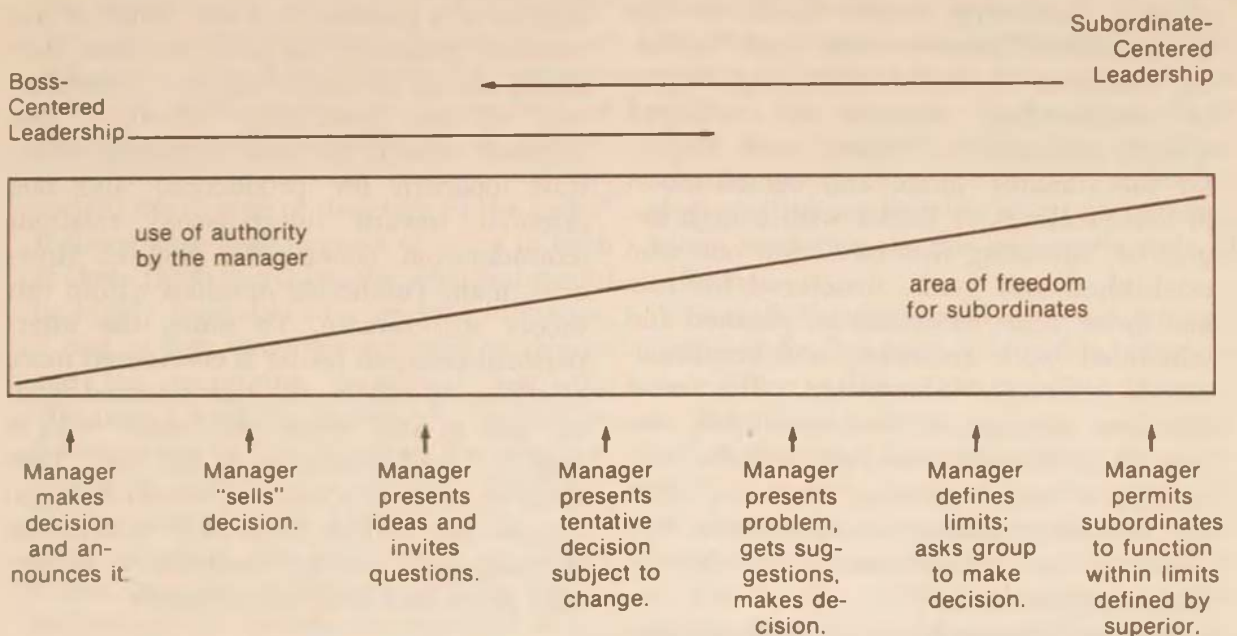 Subordinate-
Centered
Leadership
Boss-
Centered
Leadership
use of authority
by the manager
area of freedom
for subordinates
Manager
makes
decision
and an-
nounces it.
Manager
"sells"
decision.
Manager
presents
ideas and
invites
questions.
Manager
presents
tentative
decision
subject to
change.
Manager
presents
problem,
gets sug-
gestions,
makes de-
cision.
Manager
defines
limits;
asks group
to make
decision.
Manager
permits
subordinates
to function
within limits
defined by
superior.